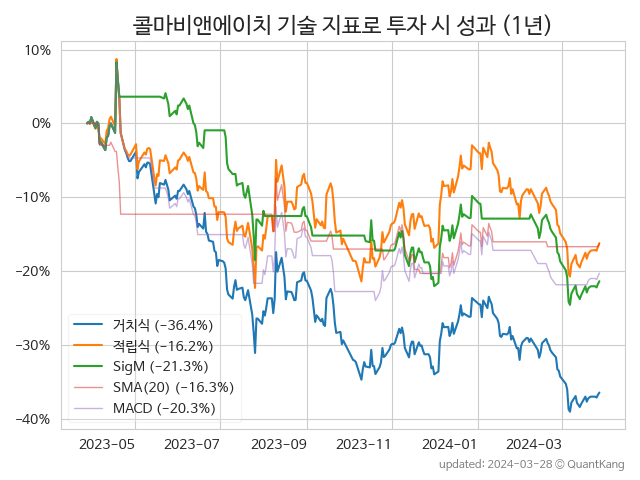 콜마비앤에이치 기술 지표로 투자 시 성과 (1년)
10%
0%
−10%
−20%
−30%
−40%
거치식 (−36.4%)
적립식 (−16.2%)
SigM (−21.3%)
SMA(20) (−16.3%)
MACD (−20.3%)
2023-05 2023-07 2023-09 2023-11 2024-01 2024-03
updated: 2024-03-28 © QuantKang